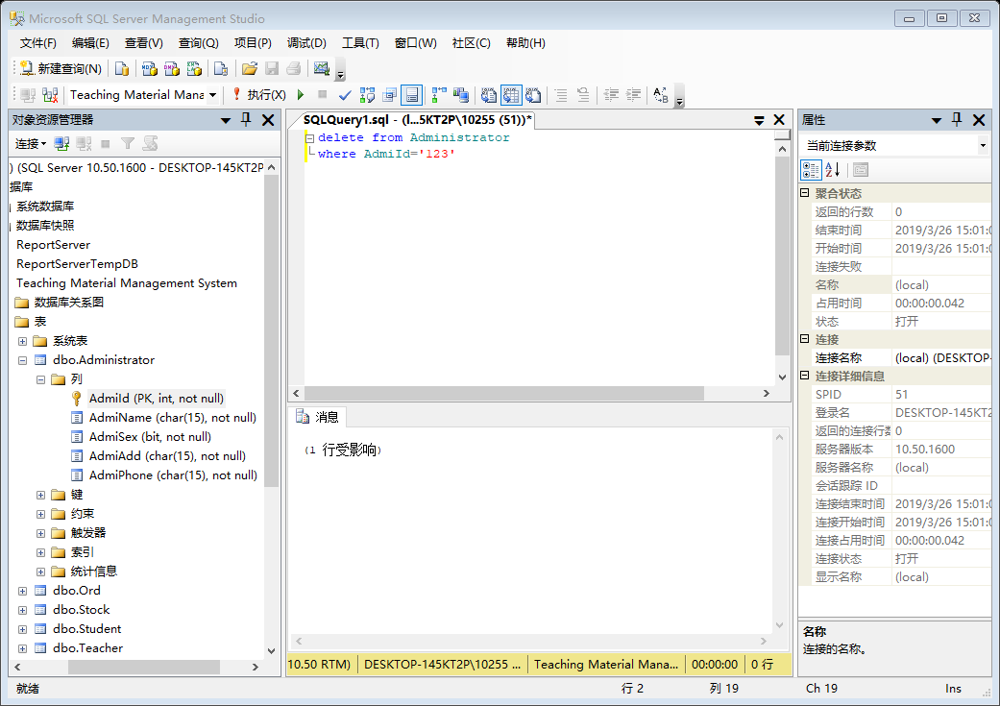 Microsoft SQL Server Management Studio
文件(F) 编辑(E) 查看(V) 查询(Q) 项目(P) 调试(D) 工具(T) 窗口(W) 社区(C) 帮助(H)
新建查询(N)
Teaching Material Mana 执行(X)
对象资源管理器
连接
) (SQL Server 10.50.1600 - DESKTOP-145KT2P
据库
系统数据库
数据库快照
ReportServer
ReportServerTempDB
Teaching Material Management System
数据库关系图
表
系统表
dbo.Administrator
列
AdmiId (PK, int, not null)
AdmiName (char(15), not null)
AdmiSex (bit, not null)
AdmiAdd (char(15), not null)
AdmiPhone (char(15), not null)
键
约束
触发器
索引
统计信息
dbo.Ord
dbo.Stock
dbo.Student
dbo.Teacher
SQLQuery1.sql - (l...5KT2P\10255 (51))*
delete from Administrator
where AdmiId='123'
消息
(1 行受影响)
10.50 RTM) DESKTOP-145KT2P\10255 ... Teaching Material Mana... 00:00:00 0 行
属性
当前连接参数
聚合状态
返回的行数 0
结束时间 2019/3/26 15:01:0
开始时间 2019/3/26 15:01:0
连接失败
名称 (local)
占用时间 00:00:00.042
状态 打开
连接
连接名称 (local) (DESKTOP-
连接详细信息
SPID 51
登录名 DESKTOP-145KT2
返回的连接行数 0
服务器版本 10.50.1600
服务器名称 (local)
会话跟踪 ID
连接结束时间 2019/3/26 15:01:0
连接开始时间 2019/3/26 15:01:0
连接占用时间 00:00:00.042
连接状态 打开
显示名称 (local)
名称
连接的名称。
就绪 行 2 列 19 Ch 19 Ins